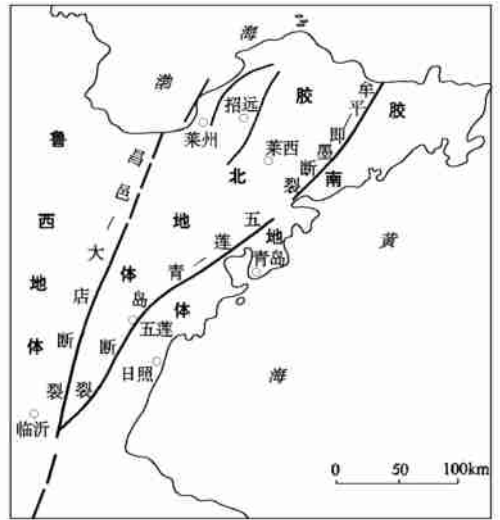 渤海
鲁西地体
胶北地体
胶南地体
昌邑—大店断裂
五莲—青岛断裂
牟平—即墨断裂
招远
莱州
莱西
青岛
五莲
日照
临沂
黄海
0 50 100km